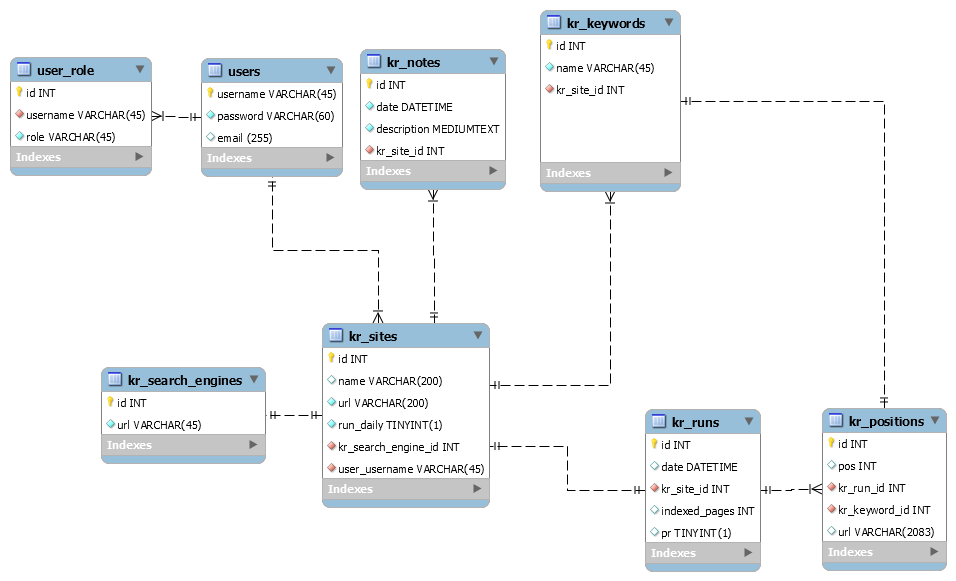 user_role
id INT
username VARCHAR(45)
role VARCHAR(45)
Indexes
users
username VARCHAR(45)
password VARCHAR(60)
email (255)
Indexes
kr_notes
id INT
date DATETIME
description MEDIUMTEXT
kr_site_id INT
Indexes
kr_keywords
id INT
name VARCHAR(45)
kr_site_id INT
Indexes
kr_search_engines
id INT
url VARCHAR(45)
Indexes
kr_sites
id INT
name VARCHAR(200)
url VARCHAR(200)
run_daily TINYINT(1)
kr_search_engine_id INT
user_username VARCHAR(45)
Indexes
kr_runs
id INT
date DATETIME
kr_site_id INT
indexed_pages INT
pr TINYINT(1)
Indexes
kr_positions
id INT
pos INT
kr_run_id INT
kr_keyword_id INT
url VARCHAR(2083)
Indexes